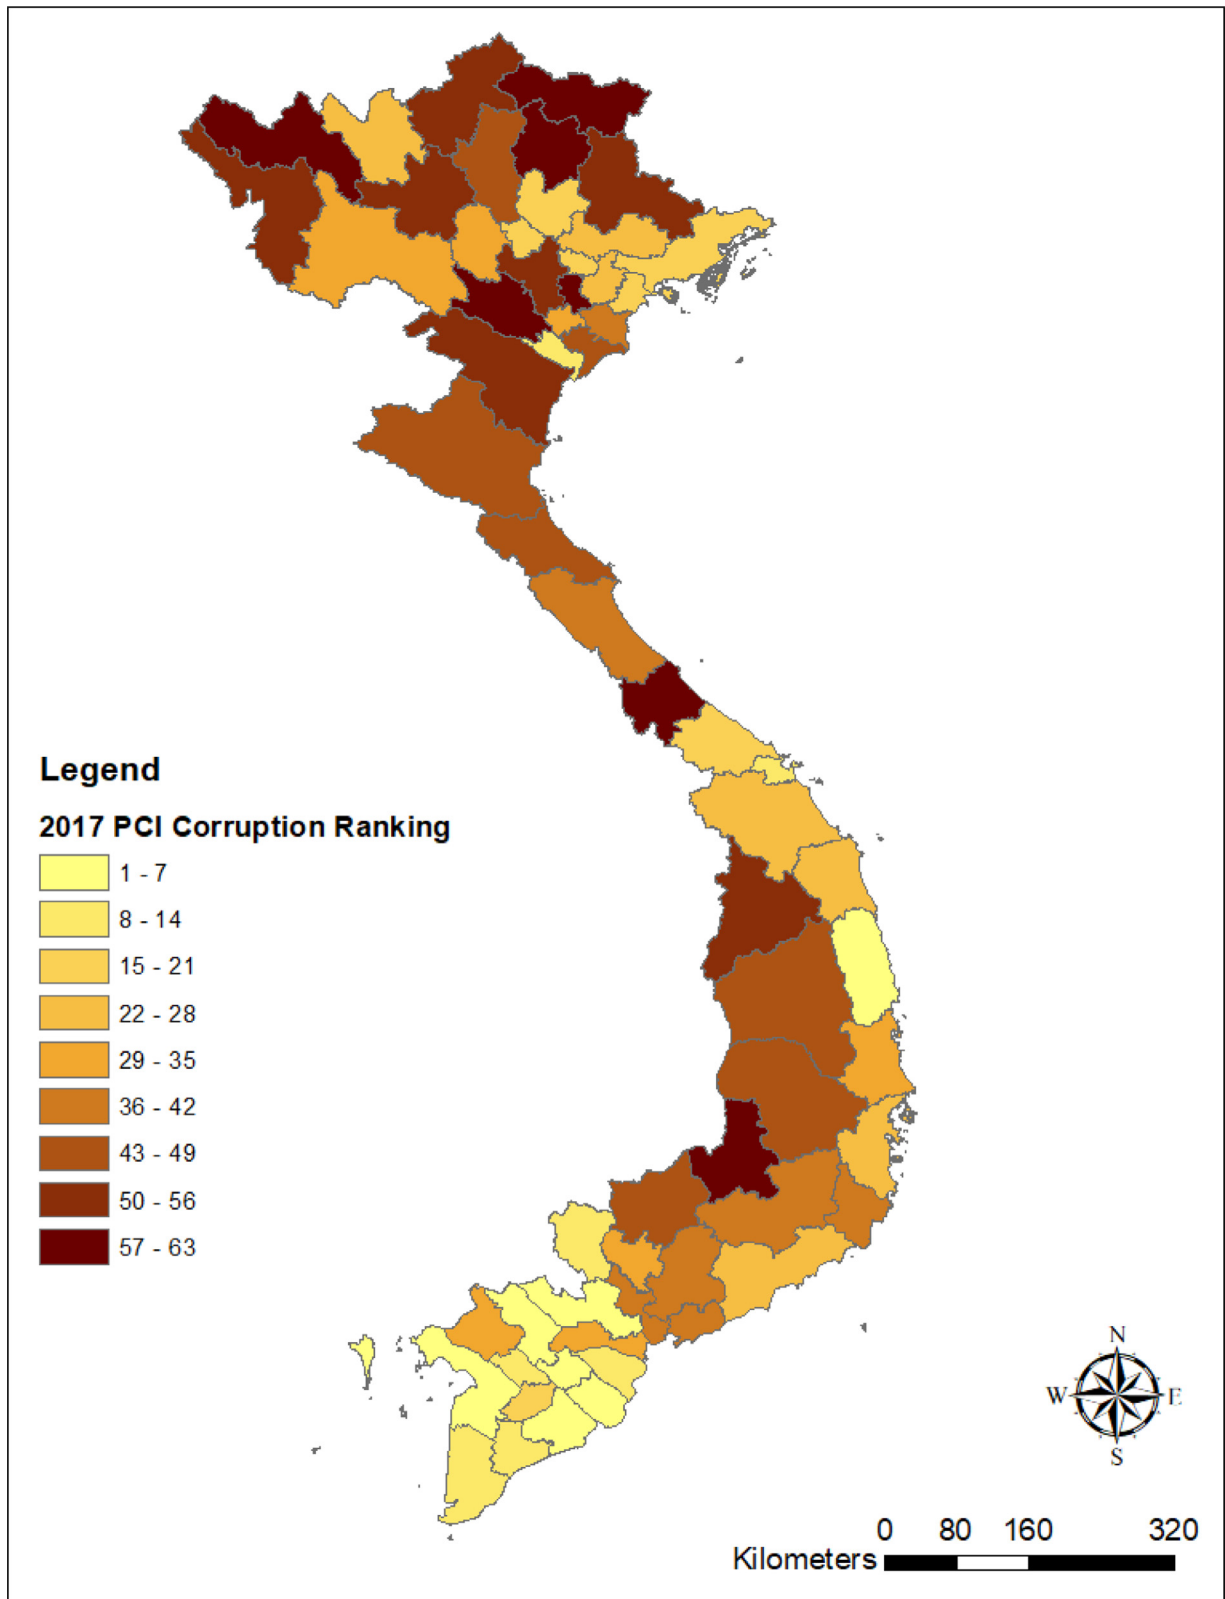 Legend
2017 PCI Corruption Ranking
1 - 7
8 - 14
15 - 21
22 - 28
29 - 35
36 - 42
43 - 49
50 - 56
57 - 63
N
W E
S
0 80 160 320
Kilometers